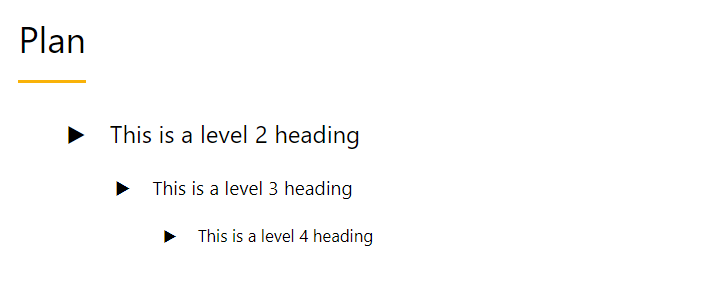 Plan
This is a level 2 heading
This is a level 3 heading
This is a level 4 heading